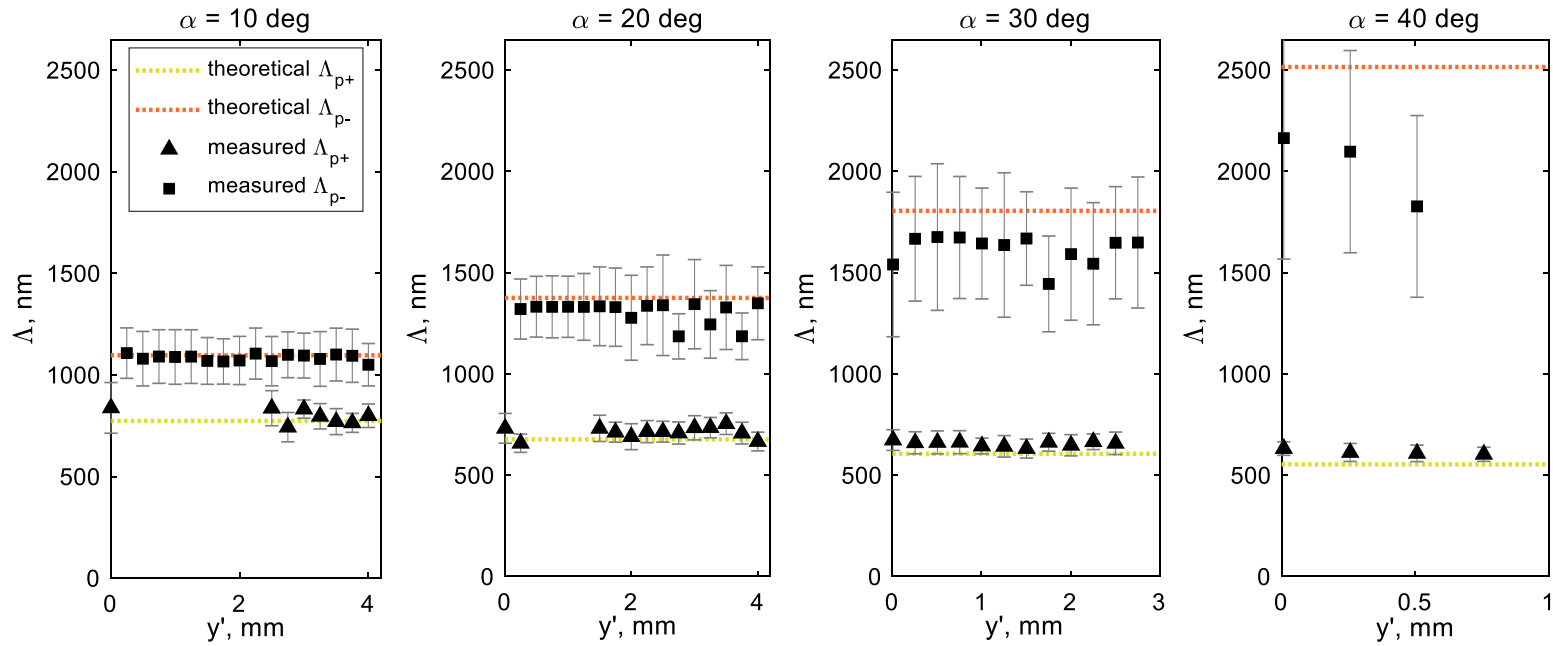 α = 10 deg
α = 20 deg
α = 30 deg
α = 40 deg
theoretical Λp+
theoretical Λp-
measured Λp+
measured Λp-
2500
2000
1500
1000
500
0
Λ, nm
0 2 4
y', mm
2500
2000
1500
1000
500
0
Λ, nm
0 2 4
y', mm
2500
2000
1500
1000
500
0
Λ, nm
0 1 2 3
y', mm
2500
2000
1500
1000
500
0
Λ, nm
0 0.5 1
y', mm